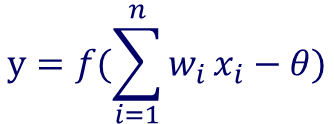 y = f(∑_{i=1}^{n} w_i x_i − θ)